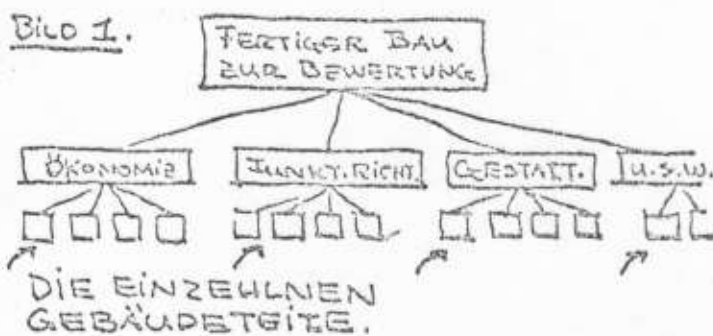 BILD 1.
FERTIGER BAU
ZUR BEWERTUNG
ÖKONOMIE
FUNKT. RICHT.
GESTALT.
U.S.W.
DIE EINZEHLNEN
GEBÄUDETEILE.